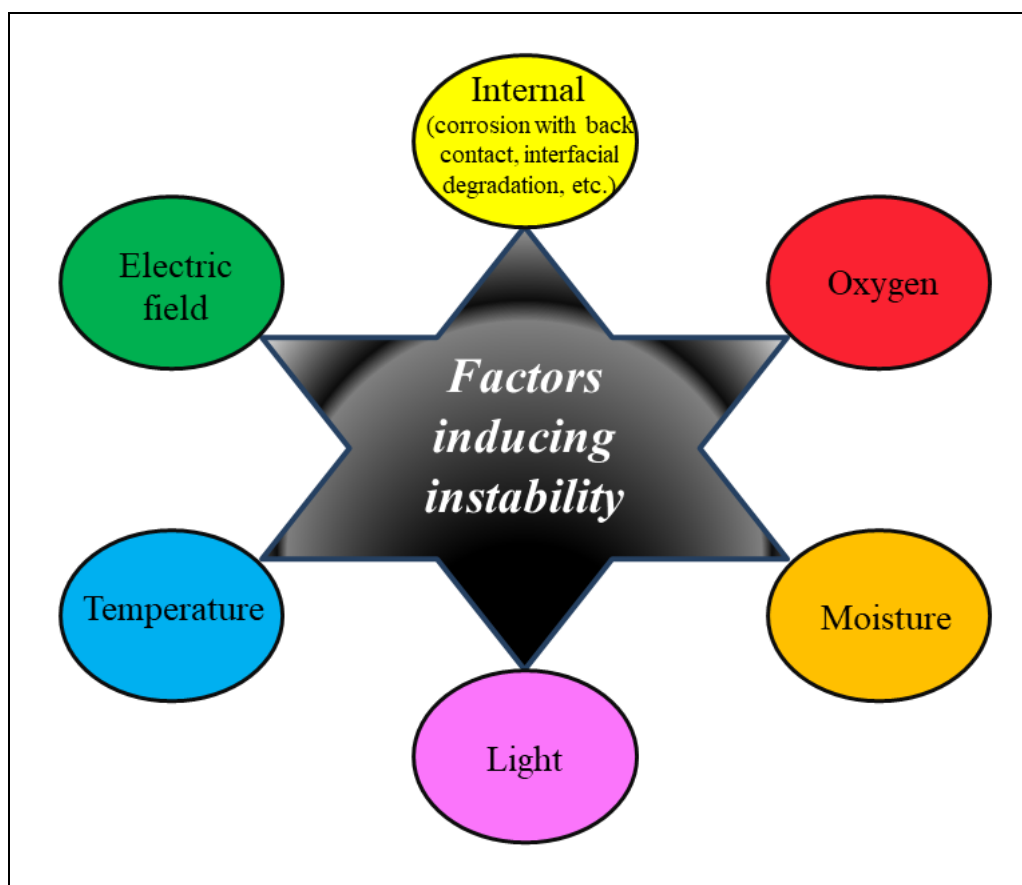 Internal
(corrosion with back
contact, interfacial
degradation, etc.)
Electric
field
Oxygen
Factors
inducing
instability
Temperature
Moisture
Light